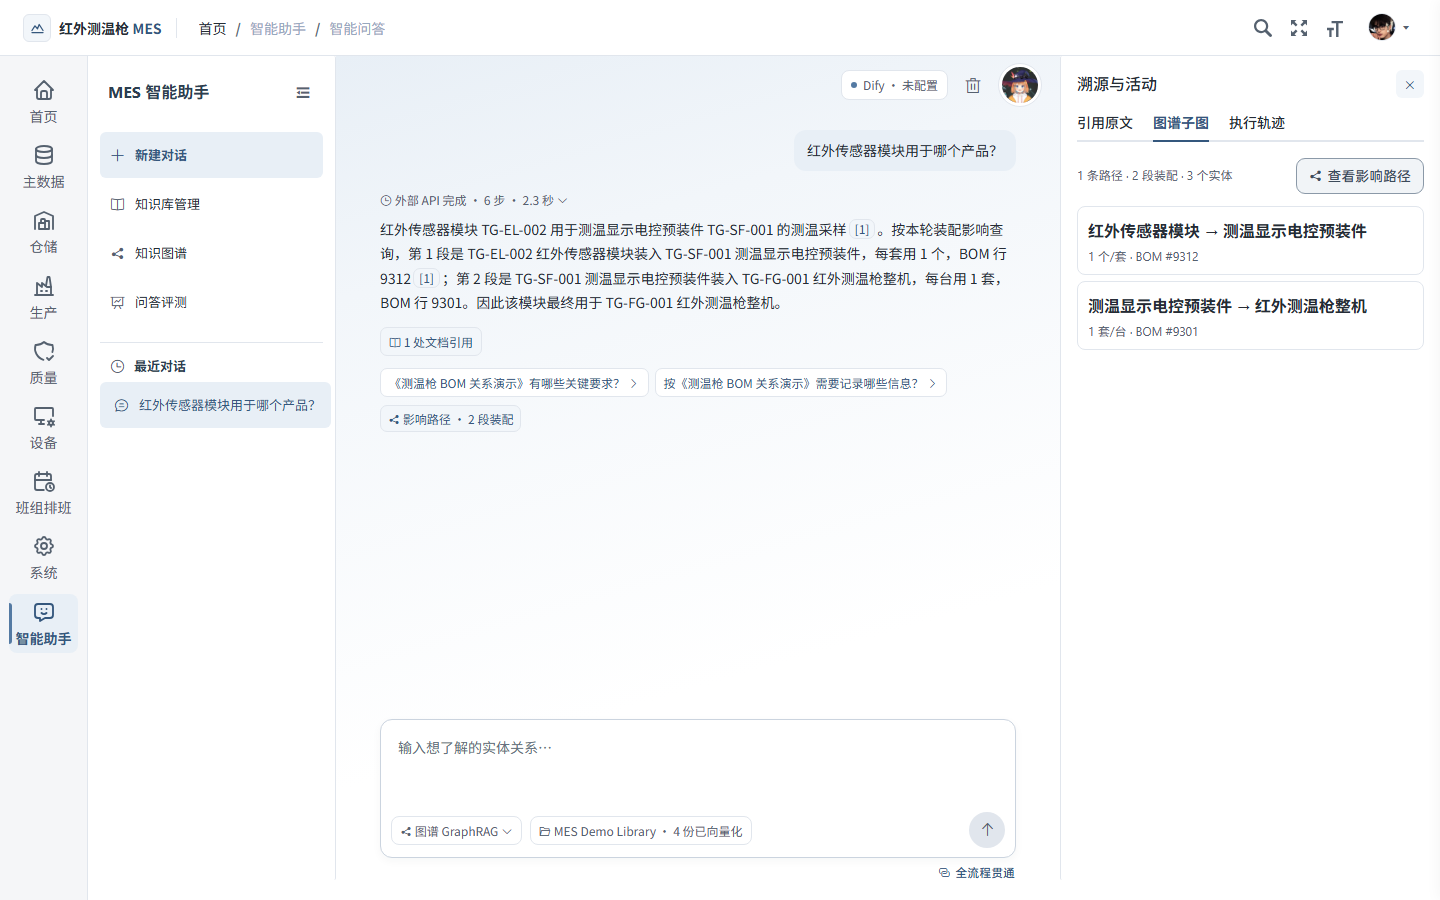 红外测温枪 MES
首页 / 智能助手 / 智能问答
首页
主数据
仓储
生产
质量
设备
班组排班
系统
智能助手
MES 智能助手
新建对话
知识库管理
知识图谱
问答评测
最近对话
红外传感器模块用于哪个产品？
Dify · 未配置
红外传感器模块用于哪个产品？
外部 API 完成 · 6 步 · 2.3 秒
红外传感器模块 TG-EL-002 用于测温显示电控预装件 TG-SF-001 的测温采样 [1] 。按本轮装配影响查
询，第 1 段是 TG-EL-002 红外传感器模块装入 TG-SF-001 测温显示电控预装件，每套用 1 个，BOM 行
9312 [1] ；第 2 段是 TG-SF-001 测温显示电控预装件装入 TG-FG-001 红外测温枪整机，每台用 1 套，
BOM 行 9301。因此该模块最终用于 TG-FG-001 红外测温枪整机。
1 处文档引用
《测温枪 BOM 关系演示》有哪些关键要求？
按《测温枪 BOM 关系演示》需要记录哪些信息？
影响路径 · 2 段装配
输入想了解的实体关系…
图谱 GraphRAG
MES Demo Library · 4 份已向量化
全流程贯通
溯源与活动
引用原文 图谱子图 执行轨迹
1 条路径 · 2 段装配 · 3 个实体
查看影响路径
红外传感器模块 → 测温显示电控预装件
1 个/套 · BOM #9312
测温显示电控预装件 → 红外测温枪整机
1 套/台 · BOM #9301